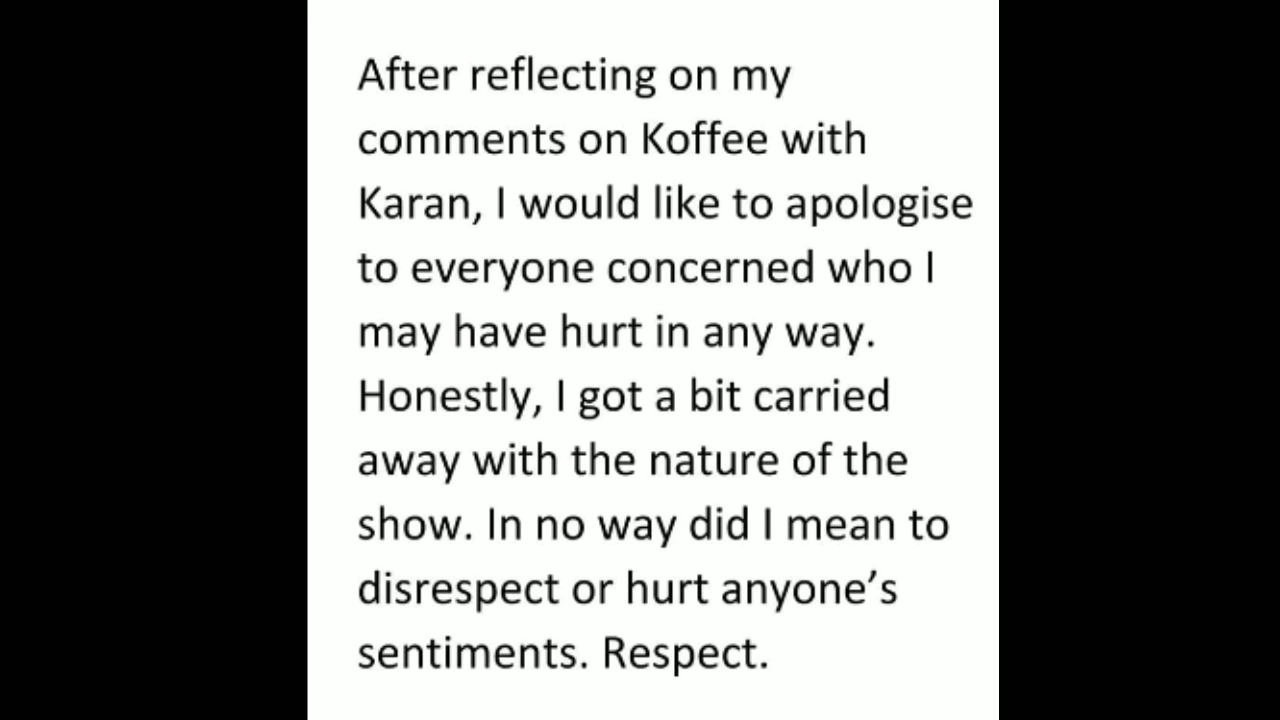 After reflecting on my
comments on Koffee with
Karan, I would like to apologise
to everyone concerned who I
may have hurt in any way.
Honestly, I got a bit carried
away with the nature of the
show. In no way did I mean to
disrespect or hurt anyone’s
sentiments. Respect.